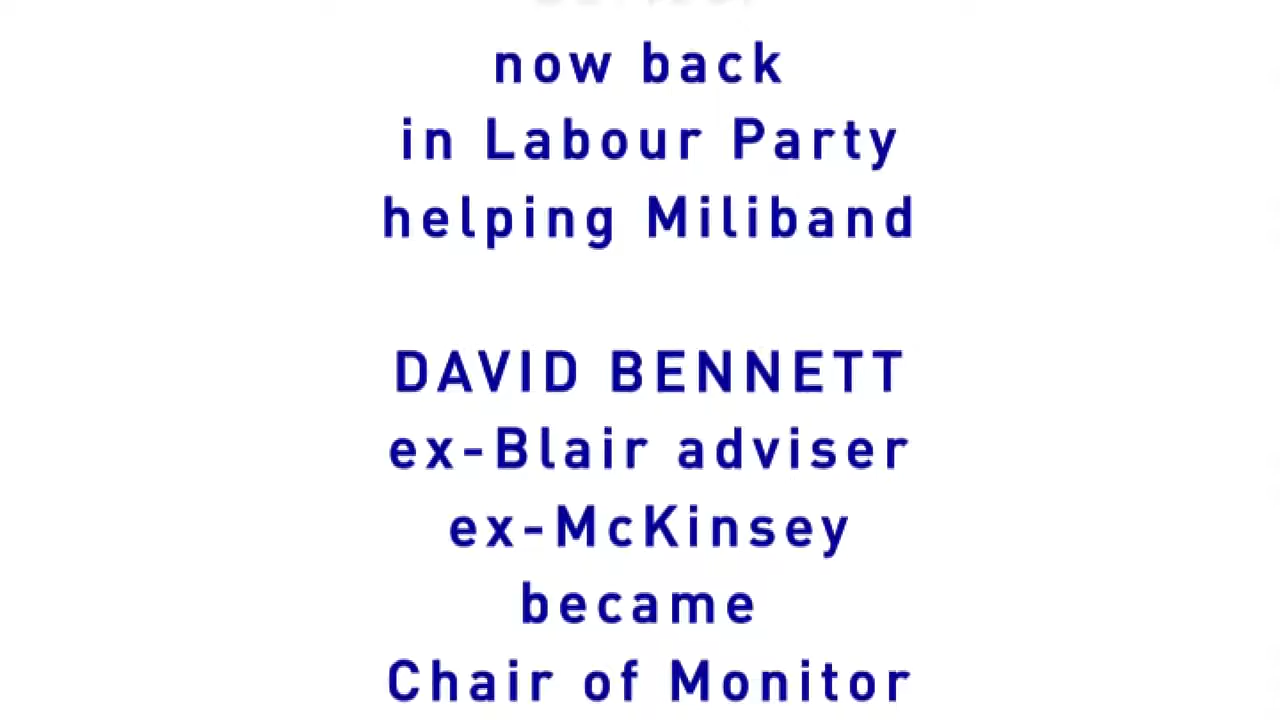 now back
in Labour Party
helping Miliband
DAVID BENNETT
ex-Blair adviser
ex-McKinsey
became
Chair of Monitor